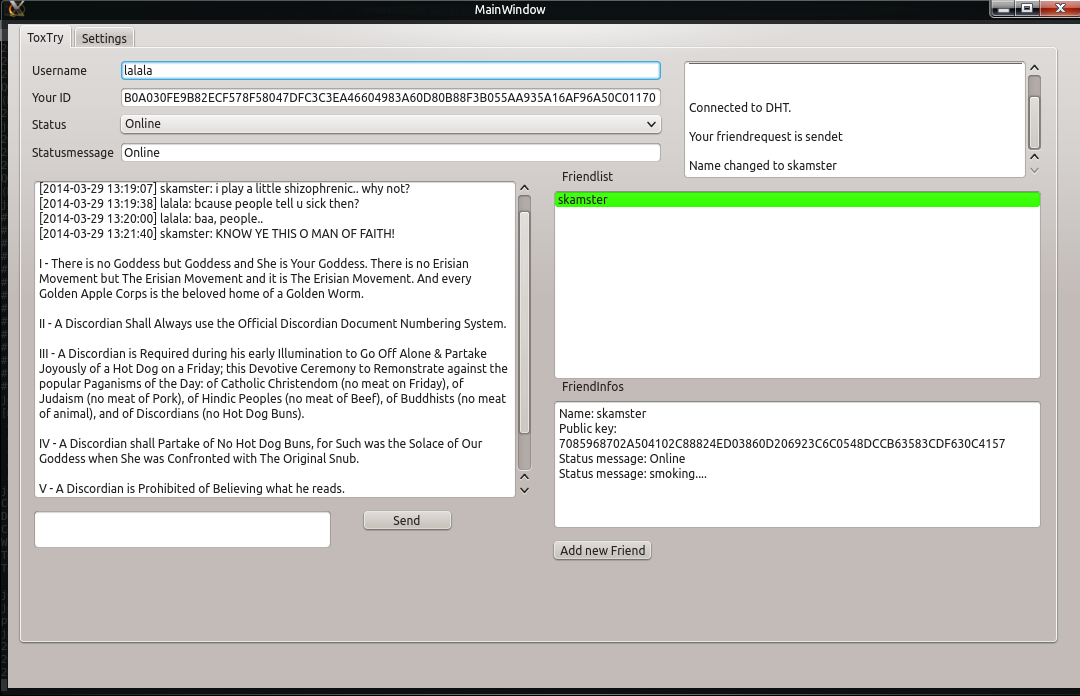 MainWindow
ToxTry
Settings
Username
lalala
Your ID
B0A030FE9B82ECF578F58047DFC3C3EA46604983A60D80B88F3B055AA935A16AF96A50C01170
Status
Online
Statusmessage
Online
Connected to DHT.
Your friendrequest is sendet
Name changed to skamster
[2014-03-29 13:19:07] skamster: i play a little shizophrenic.. why not?
[2014-03-29 13:19:38] lalala: bcause people tell u sick then?
[2014-03-29 13:20:00] lalala: baa, people..
[2014-03-29 13:21:40] skamster: KNOW YE THIS O MAN OF FAITH!
I - There is no Goddess but Goddess and She is Your Goddess. There is no Erisian
Movement but The Erisian Movement and it is The Erisian Movement. And every
Golden Apple Corps is the beloved home of a Golden Worm.
II - A Discordian Shall Always use the Official Discordian Document Numbering System.
III - A Discordian is Required during his early Illumination to Go Off Alone & Partake
Joyously of a Hot Dog on a Friday; this Devotive Ceremony to Remonstrate against the
popular Paganisms of the Day: of Catholic Christendom (no meat on Friday), of
Judaism (no meat of Pork), of Hindic Peoples (no meat of Beef), of Buddhists (no meat
of animal), and of Discordians (no Hot Dog Buns).
IV - A Discordian shall Partake of No Hot Dog Buns, for Such was the Solace of Our
Goddess when She was Confronted with The Original Snub.
V - A Discordian is Prohibited of Believing what he reads.
Send
Friendlist
skamster
FriendInfos
Name: skamster
Public key:
7085968702A504102C88824ED03860D206923C6C0548DCCB63583CDF630C4157
Status message: Online
Status message: smoking....
Add new Friend